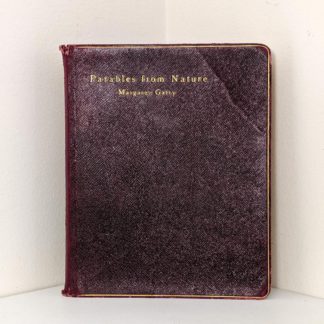 Parables from Nature
Margaret Gatty